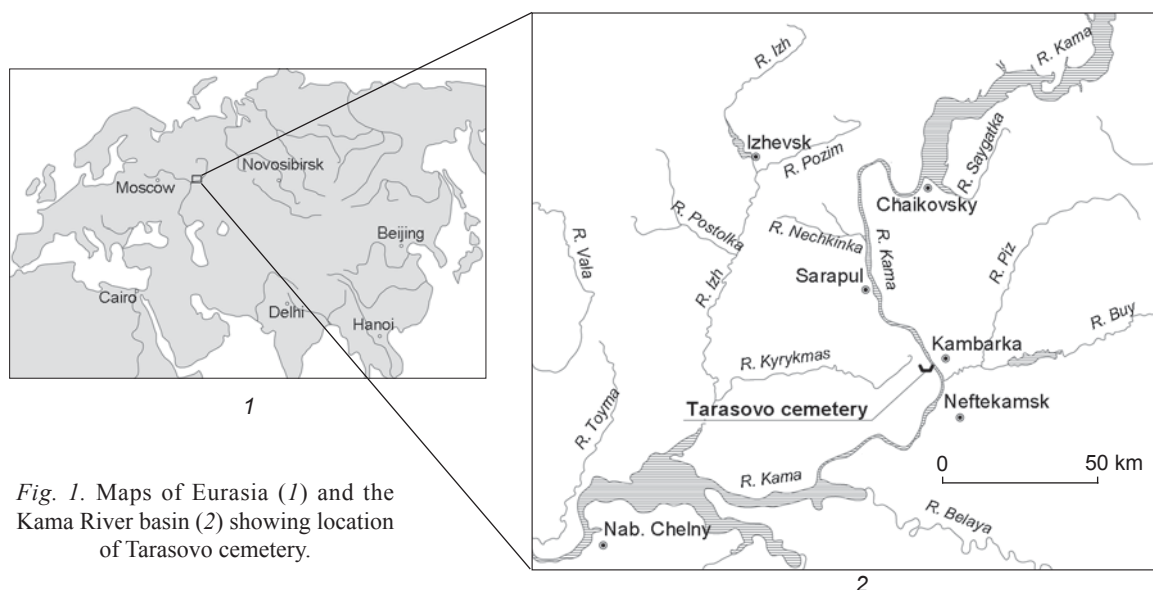 Novosibirsk
Moscow
Beijing
Cairo
Delhi
Hanoi
1
Fig. 1. Maps of Eurasia (1) and the
Kama River basin (2) showing location
of Tarasovo cemetery.
R. Izh
R. Kama
Izhevsk
R. Pozim
R. Saygatka
Chaikovsky
R. Postolka
R. Nechkinka
R. Vala
R. Kama
R. Piz
R. Izh
Sarapul
R. Buy
Kambarka
R. Kyrykmas
Tarasovo cemetery
Neftekamsk
R. Toyma
0 50 km
R. Kama
R. Belaya
Nab. Chelny
2